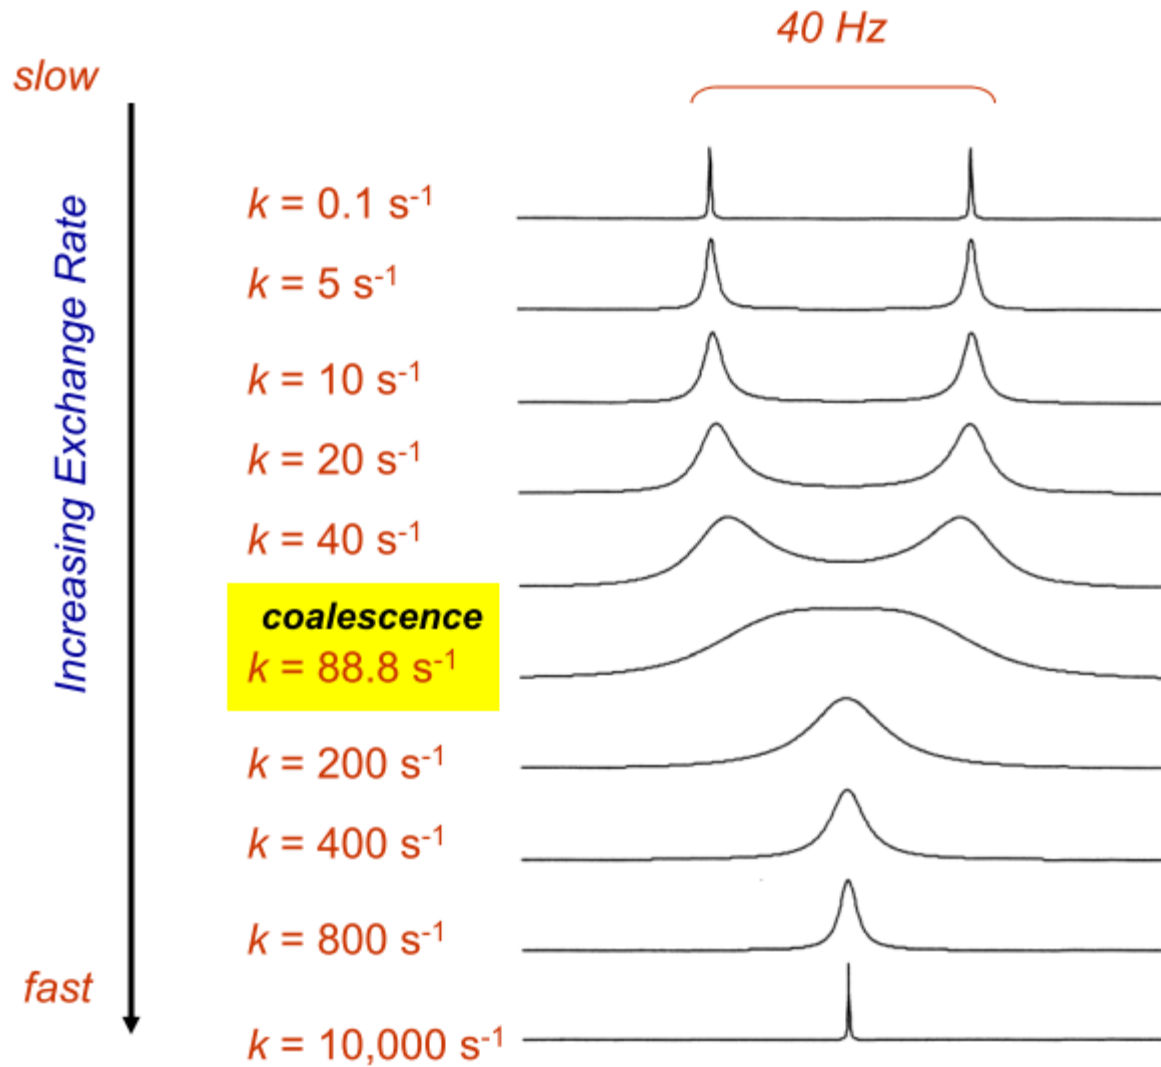 40 Hz
slow
Increasing Exchange Rate
k = 0.1 s-1
k = 5 s-1
k = 10 s-1
k = 20 s-1
k = 40 s-1
coalescence
k = 88.8 s-1
k = 200 s-1
k = 400 s-1
k = 800 s-1
fast
k = 10,000 s-1